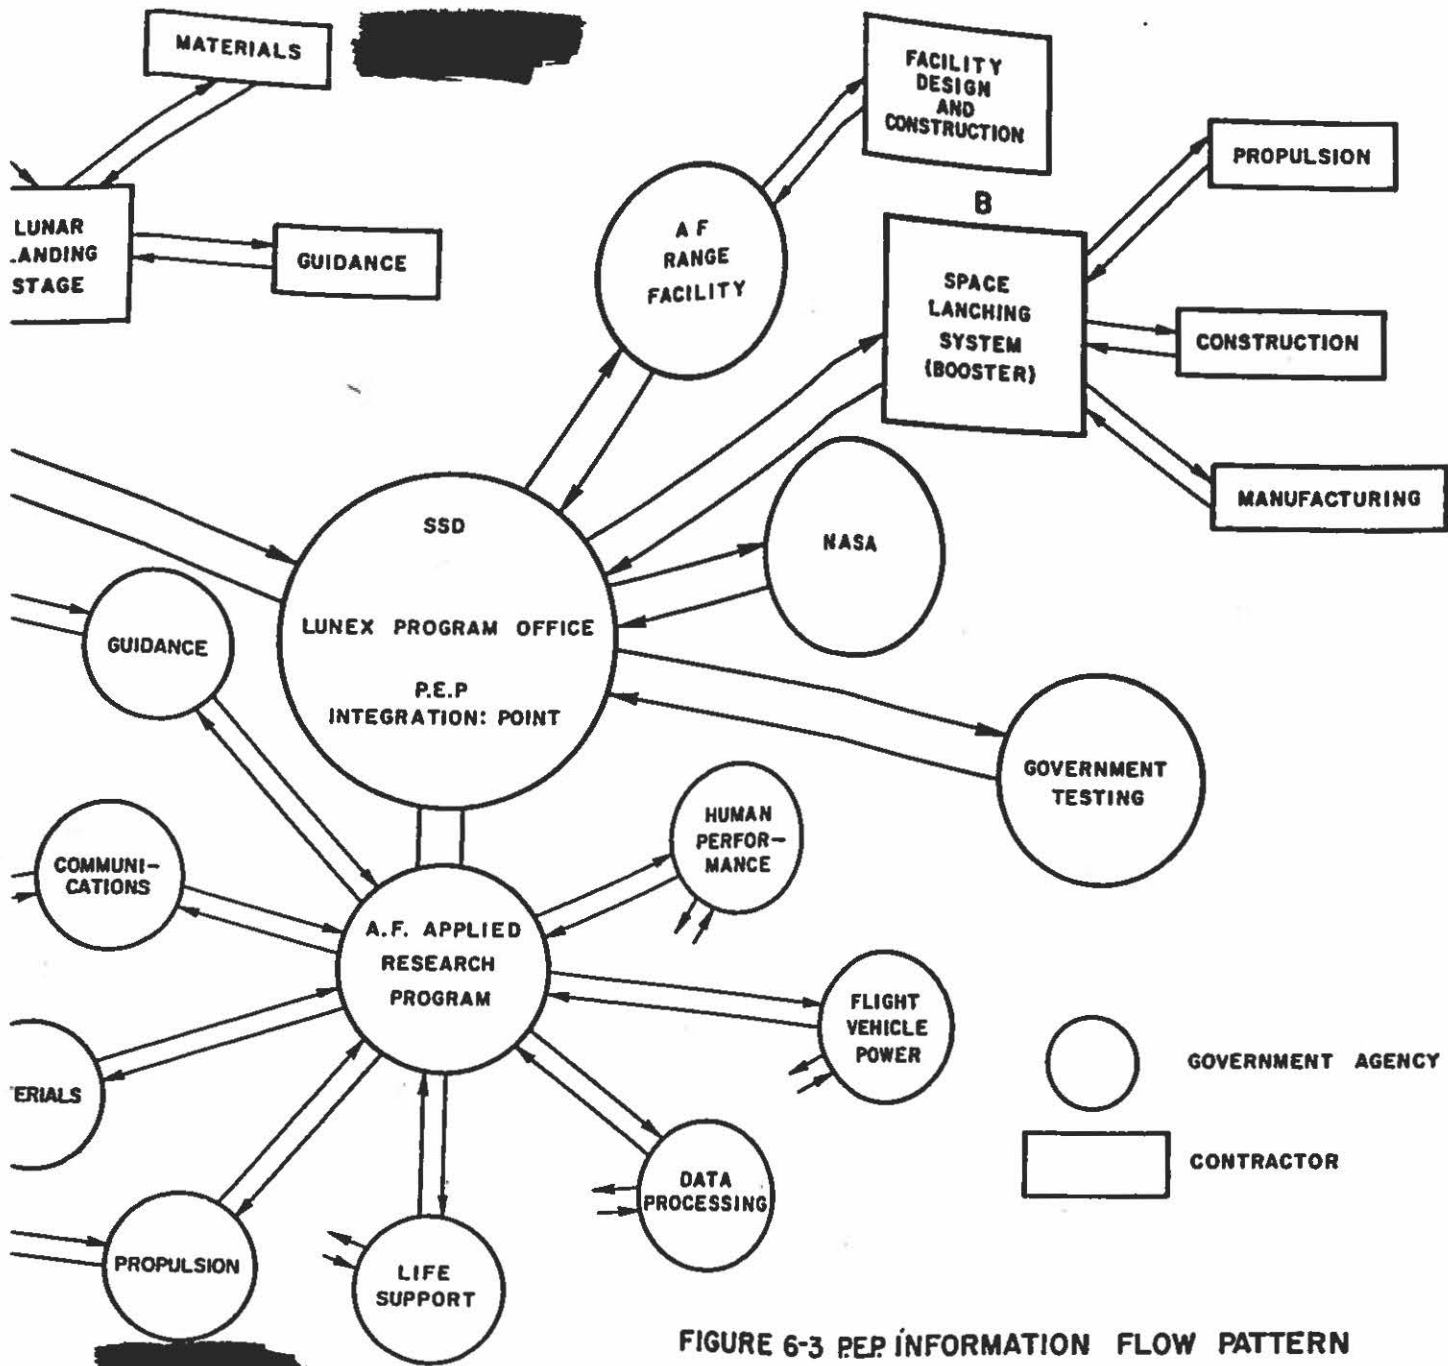 MATERIALS
FACILITY
DESIGN
AND
CONSTRUCTION
PROPULSION
LUNAR
STAGE
GUIDANCE
A F
RANGE
FACILITY
B
SPACE
LANCHING
SYSTEM
(BOOSTER)
CONSTRUCTION
MANUFACTURING
SSD
LUNEX PROGRAM OFFICE
P.E.P
INTEGRATION: POINT
NASA
GUIDANCE
GOVERNMENT
TESTING
HUMAN
PERFOR-
MANCE
COMMUNI-
CATIONS
A.F. APPLIED
RESEARCH
PROGRAM
FLIGHT
VEHICLE
POWER
GOVERNMENT AGENCY
DATA
PROCESSING
CONTRACTOR
PROPULSION
LIFE
SUPPORT
FIGURE 6-3 P.E.P. INFORMATION FLOW PATTERN